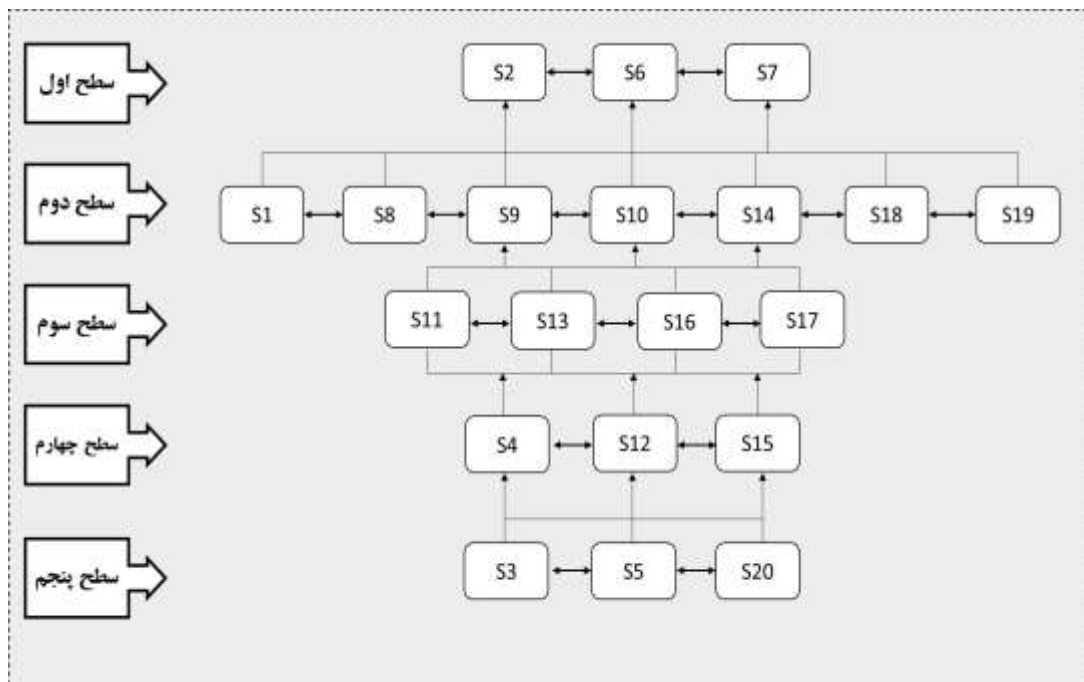 سطح اول
S2
S6
S7
سطح دوم
S1
S8
S9
S10
S14
S18
S19
سطح سوم
S11
S13
S16
S17
سطح چهارم
S4
S12
S15
سطح پنجم
S3
S5
S20